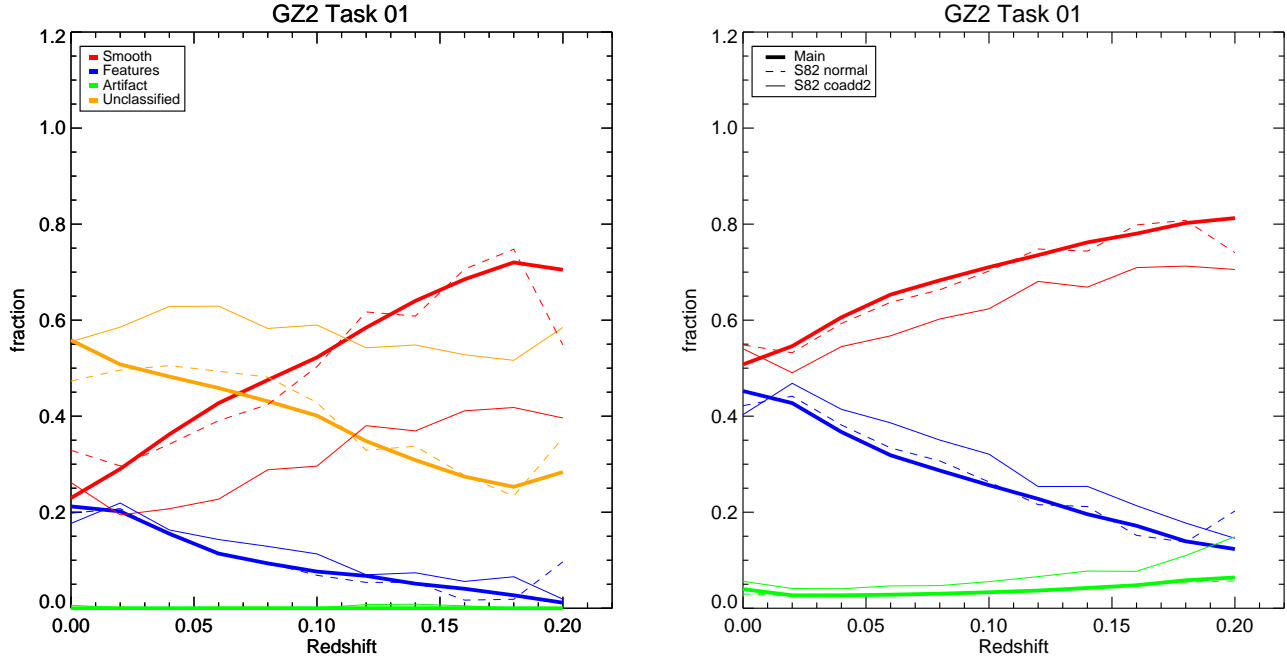 GZ2 Task 01
1.2
1.0
0.8
0.6
0.4
0.2
0.0
fraction
Smooth
Features
Artifact
Unclassified
0.00 0.05 0.10 0.15 0.20
Redshift
GZ2 Task 01
1.2
1.0
0.8
0.6
0.4
0.2
0.0
fraction
Main
S82 normal
S82 coadd2
0.00 0.05 0.10 0.15 0.20
Redshift